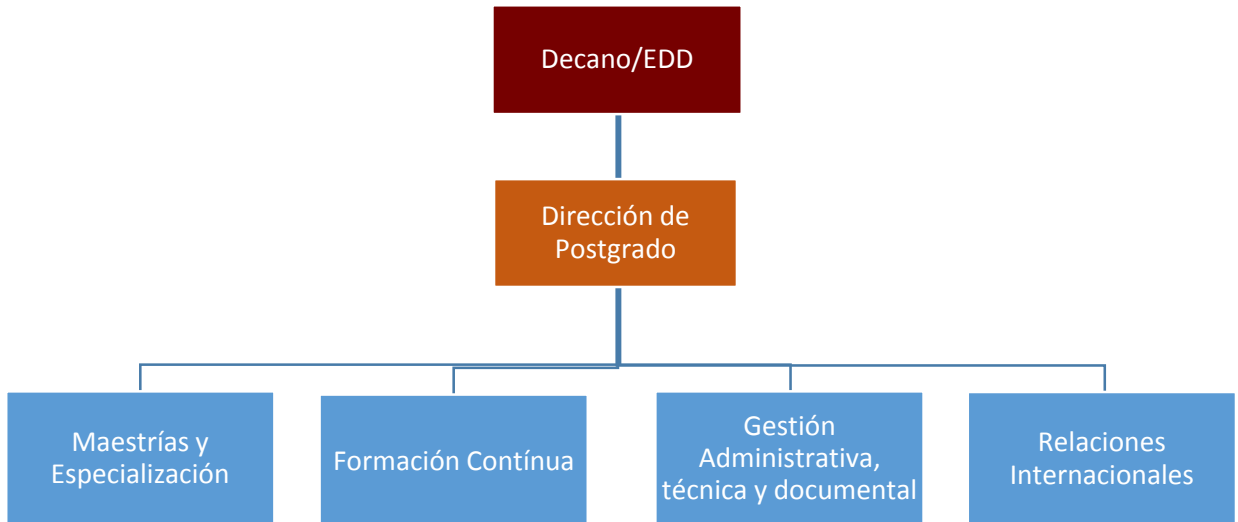 Decano/EDD
Dirección de
Postgrado
Maestrías y
Especialización
Formación Contínua
Gestión
Administrativa,
técnica y documental
Relaciones
Internacionales